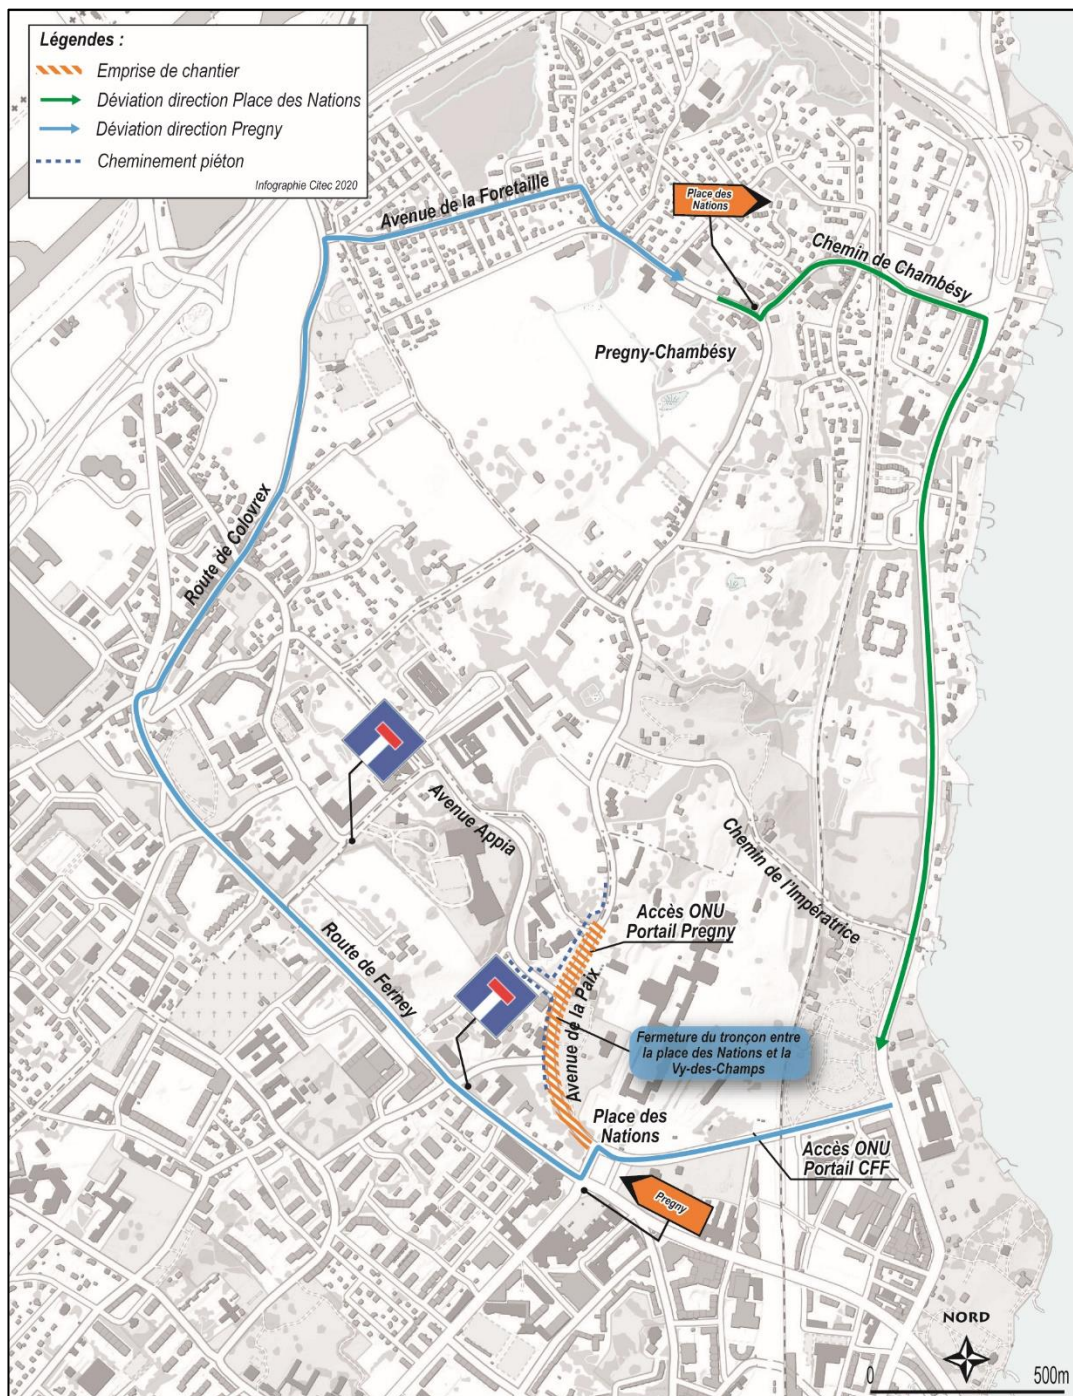 Légendes :
Emprise de chantier
Déviation direction Place des Nations
Déviation direction Pregny
Cheminement piéton
Infographie Citec 2020
Avenue de la Foretaille
Place des
Nations
Chemin de Chambésy
Pregny-Chambésy
Route de Colovrex
Avenue Appia
Chemin de l'Impératrice
Accès ONU
Portail Pregny
Route de Ferney
Avenue de la Paix
Fermeture du tronçon entre
la place des Nations et la
Vy-des-Champs
Place des
Nations
Accès ONU
Portail CFF
Pregny
NORD
0
500m